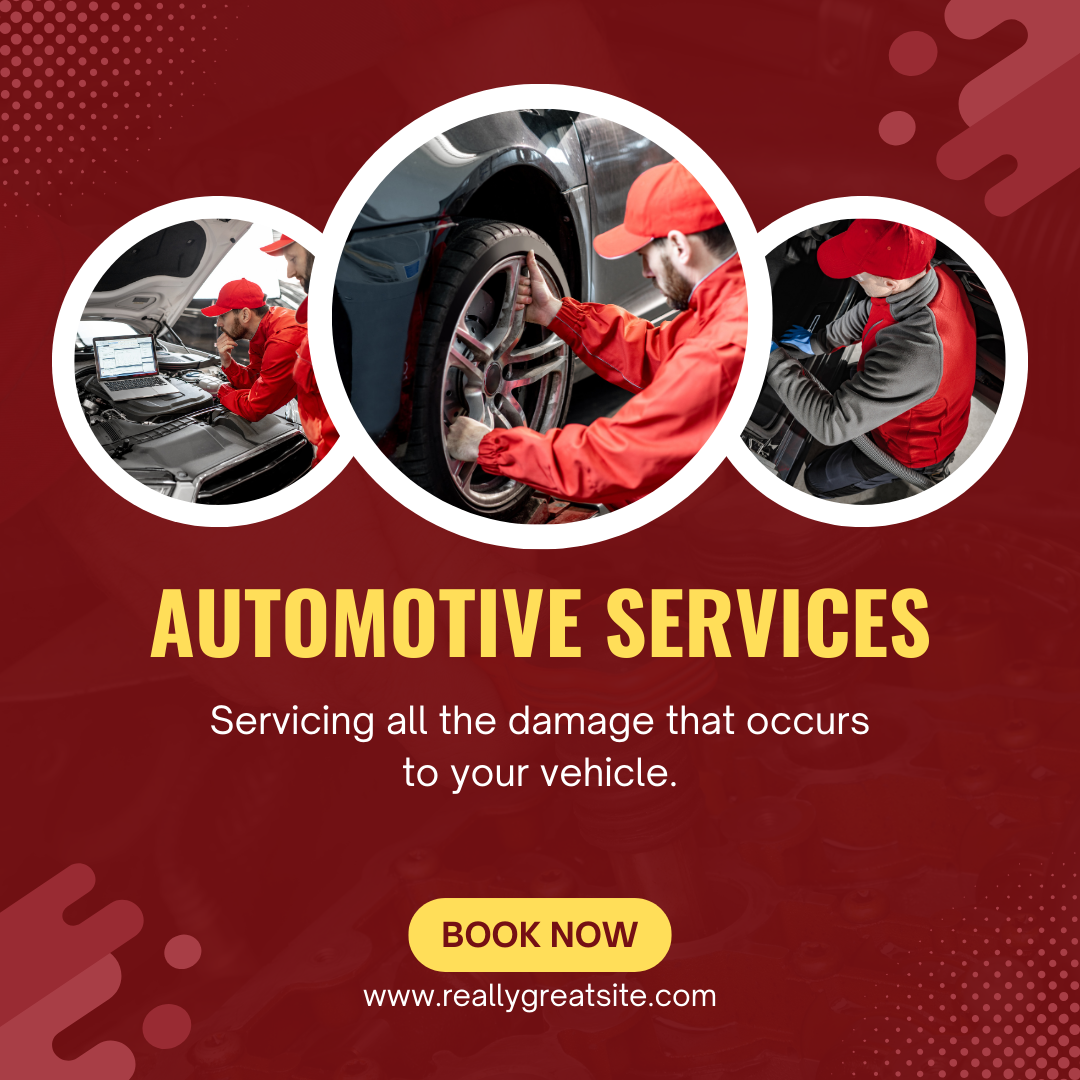 AUTOMOTIVE SERVICES
Servicing all the damage that occurs
to your vehicle.
BOOK NOW
www.reallygreatsite.com